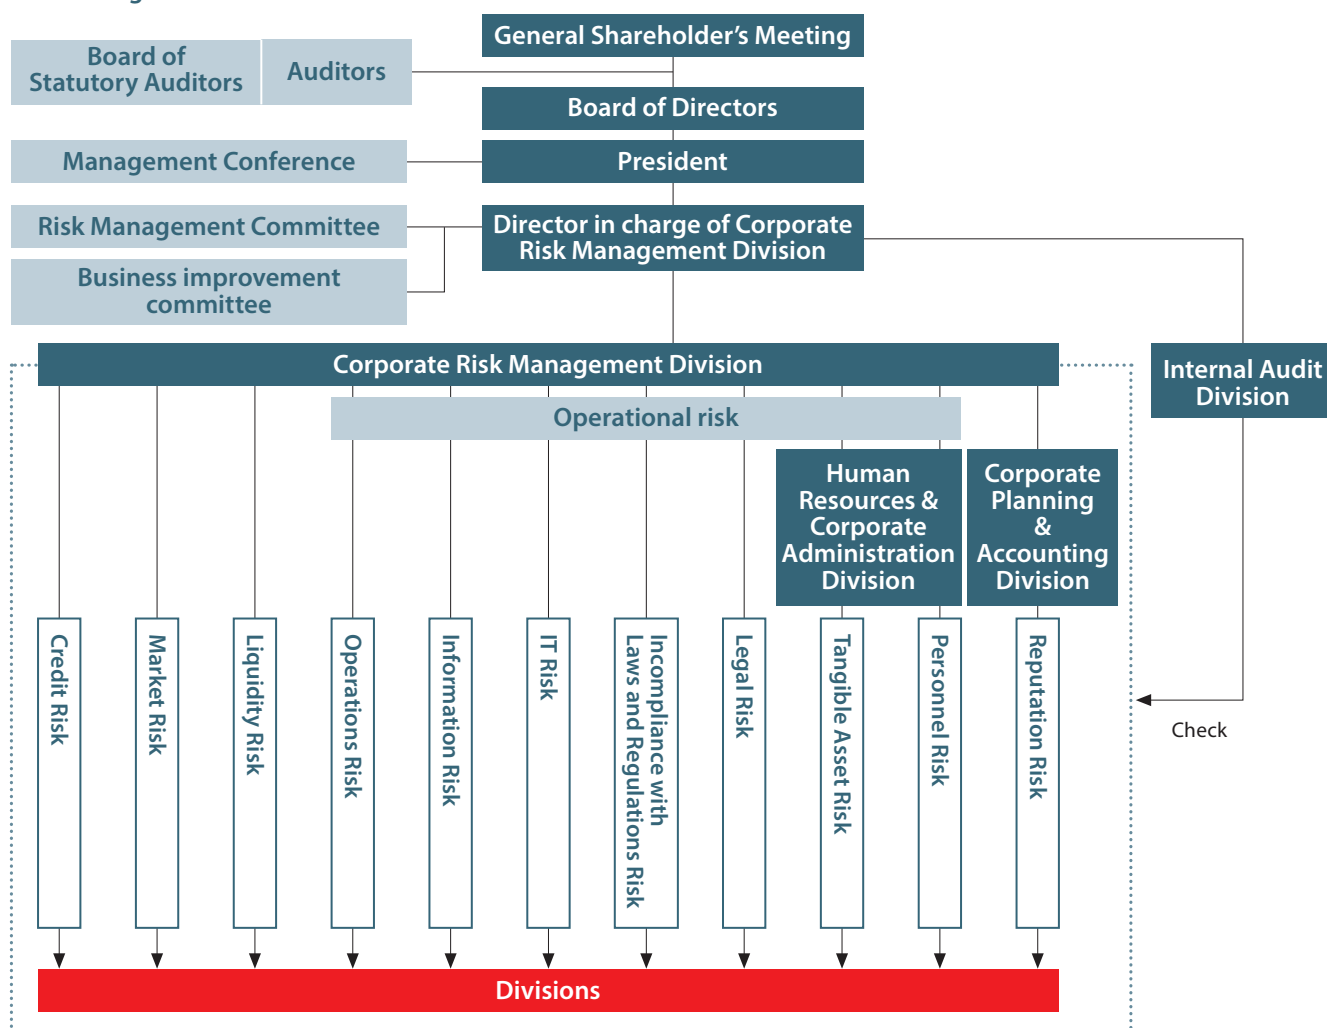 General Shareholder's Meeting
Board of
Statutory Auditors
Auditors
Board of Directors
Management Conference
President
Risk Management Committee
Director in charge of Corporate
Risk Management Division
Business improvement
committee
Corporate Risk Management Division
Internal Audit
Division
Operational risk
Human
Resources &
Corporate
Administration
Division
Corporate
Planning
&
Accounting
Division
Credit Risk
Market Risk
Liquidity Risk
Operations Risk
Information Risk
IT Risk
Incompliance with
Laws and Regulations Risk
Legal Risk
Tangible Asset Risk
Personnel Risk
Reputation Risk
Check
Divisions